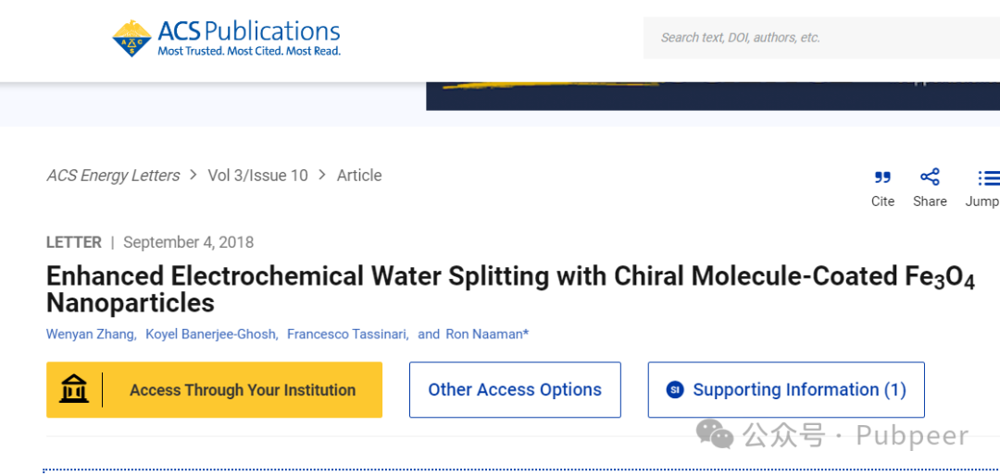 ACS Publications
Most Trusted. Most Cited. Most Read.
Search text, DOI, authors, etc.
ACS Energy Letters > Vol 3/Issue 10 > Article
Cite Share Jump
LETTER | September 4, 2018
Enhanced Electrochemical Water Splitting with Chiral Molecule-Coated Fe3O4
Nanoparticles
Wenyan Zhang, Koyel Banerjee-Ghosh, Francesco Tassinari, and Ron Naaman*
Access Through Your Institution
Other Access Options
SI Supporting Information (1)
公众号 · Pubpeer